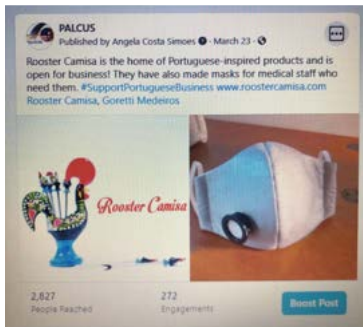 PALCUS
Published by Angela Costa Simoes · March 23 ·
Rooster Camisa is the home of Portuguese-inspired products and is
open for business! They have also made masks for medical staff who
need them. #SupportPortugueseBusiness www.roostercamisa.com
Rooster Camisa, Goretti Medeiros
Rooster Camisa
2,827
People Reached
272
Engagements
Boost Post